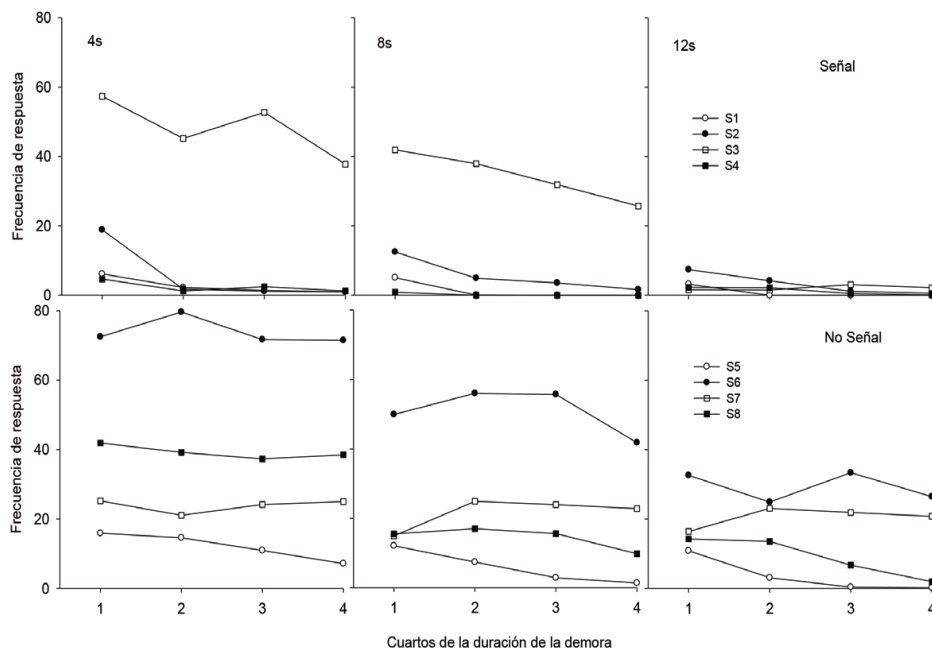 80
60
40
20
0
Frecuencia de respuesta
4s
8s
12s
Señal
S1
S2
S3
S4
80
60
40
20
0
Frecuencia de respuesta
No Señal
S5
S6
S7
S8
1 2 3 4
1 2 3 4
1 2 3 4
Cuartos de la duración de la demora